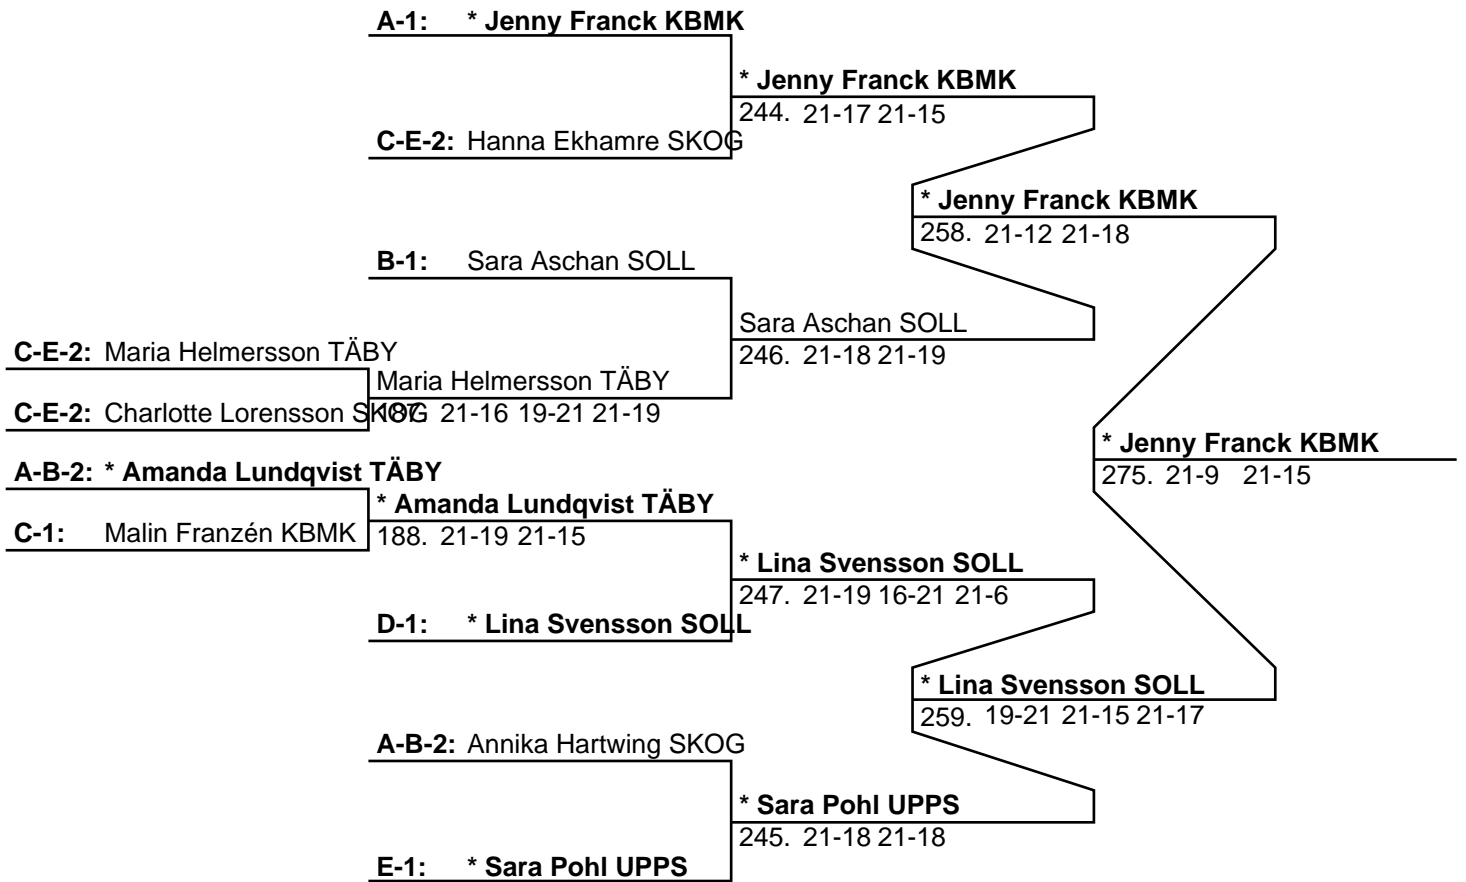 A-1: * Jenny Franck KBMK
* Jenny Franck KBMK
244. 21-17 21-15
C-E-2: Hanna Ekhamre SKOG
* Jenny Franck KBMK
258. 21-12 21-18
B-1: Sara Aschan SOLL
Sara Aschan SOLL
246. 21-18 21-19
C-E-2: Maria Helmersson TÄBY
Maria Helmersson TÄBY
187. 21-16 19-21 21-19
C-E-2: Charlotte Lorensson SKOG
* Jenny Franck KBMK
275. 21-9 21-15
A-B-2: * Amanda Lundqvist TÄBY
* Amanda Lundqvist TÄBY
188. 21-19 21-15
C-1: Malin Franzén KBMK
* Lina Svensson SOLL
247. 21-19 16-21 21-6
D-1: * Lina Svensson SOLL
* Lina Svensson SOLL
259. 19-21 21-15 21-17
A-B-2: Annika Hartwing SKOG
* Sara Pohl UPPS
245. 21-18 21-18
E-1: * Sara Pohl UPPS